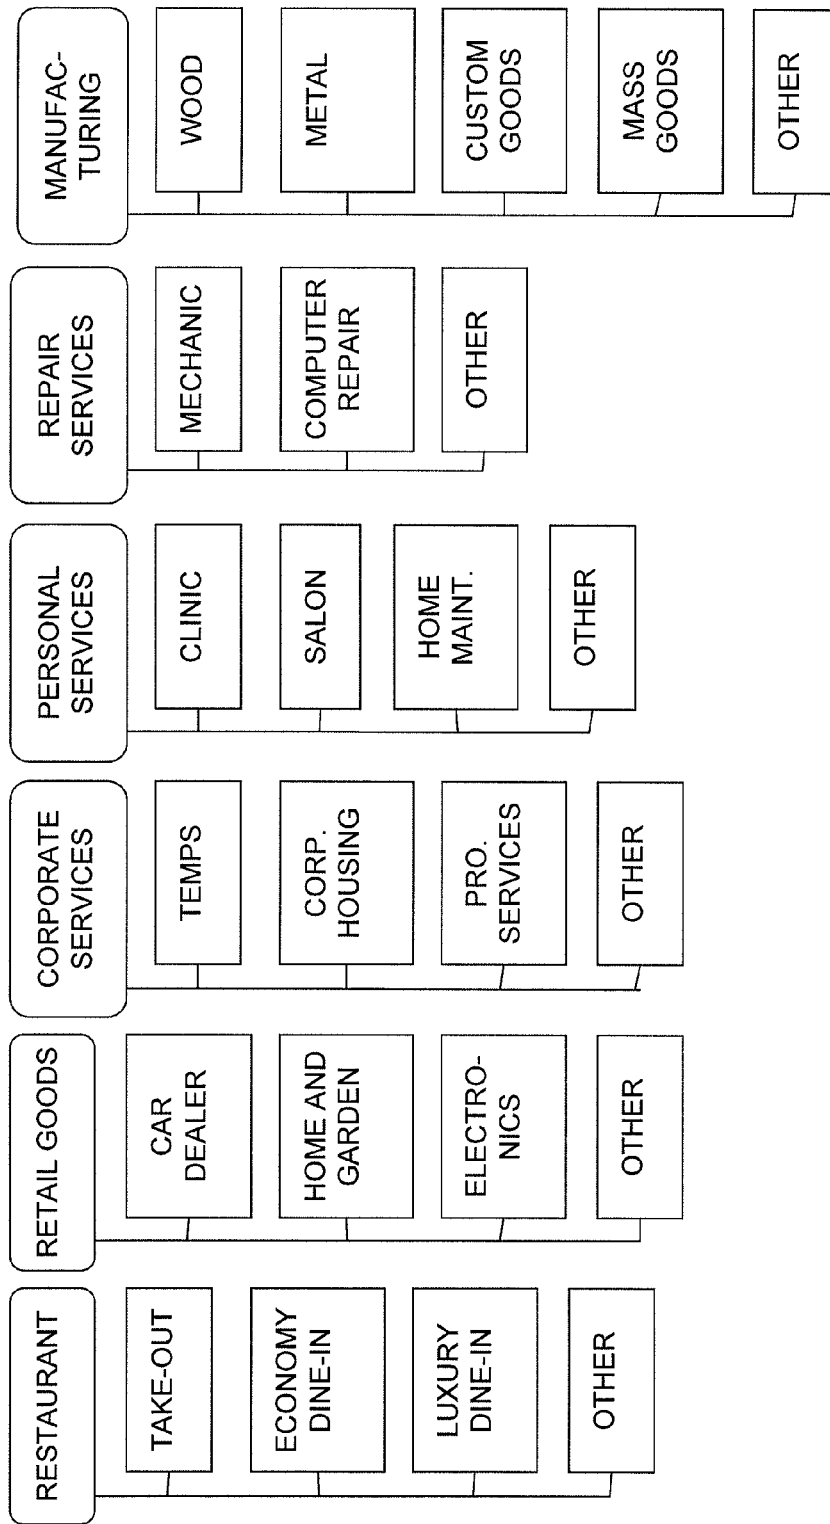 RESTAURANT
TAKE-OUT
ECONOMY
DINE-IN
LUXURY
DINE-IN
OTHER
RETAIL GOODS
CAR
DEALER
HOME AND
GARDEN
ELECTRO-
NICS
OTHER
CORPORATE
SERVICES
TEMPS
CORP.
HOUSING
PRO.
SERVICES
OTHER
PERSONAL
SERVICES
CLINIC
SALON
HOME
MAINT.
OTHER
REPAIR
SERVICES
MECHANIC
COMPUTER
REPAIR
OTHER
MANUFAC-
TURING
WOOD
METAL
CUSTOM
GOODS
MASS
GOODS
OTHER